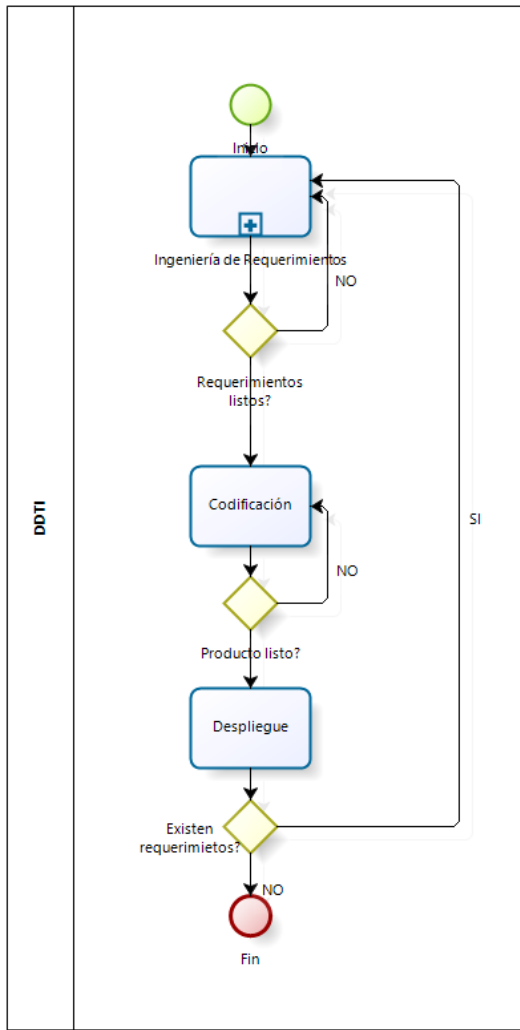 DDTI
Inicio
Ingeniería de Requerimientos
NO
Requerimientos
listos?
Codificación
SI
NO
Producto listo?
Despliegue
Existen
requerimietos?
NO
Fin